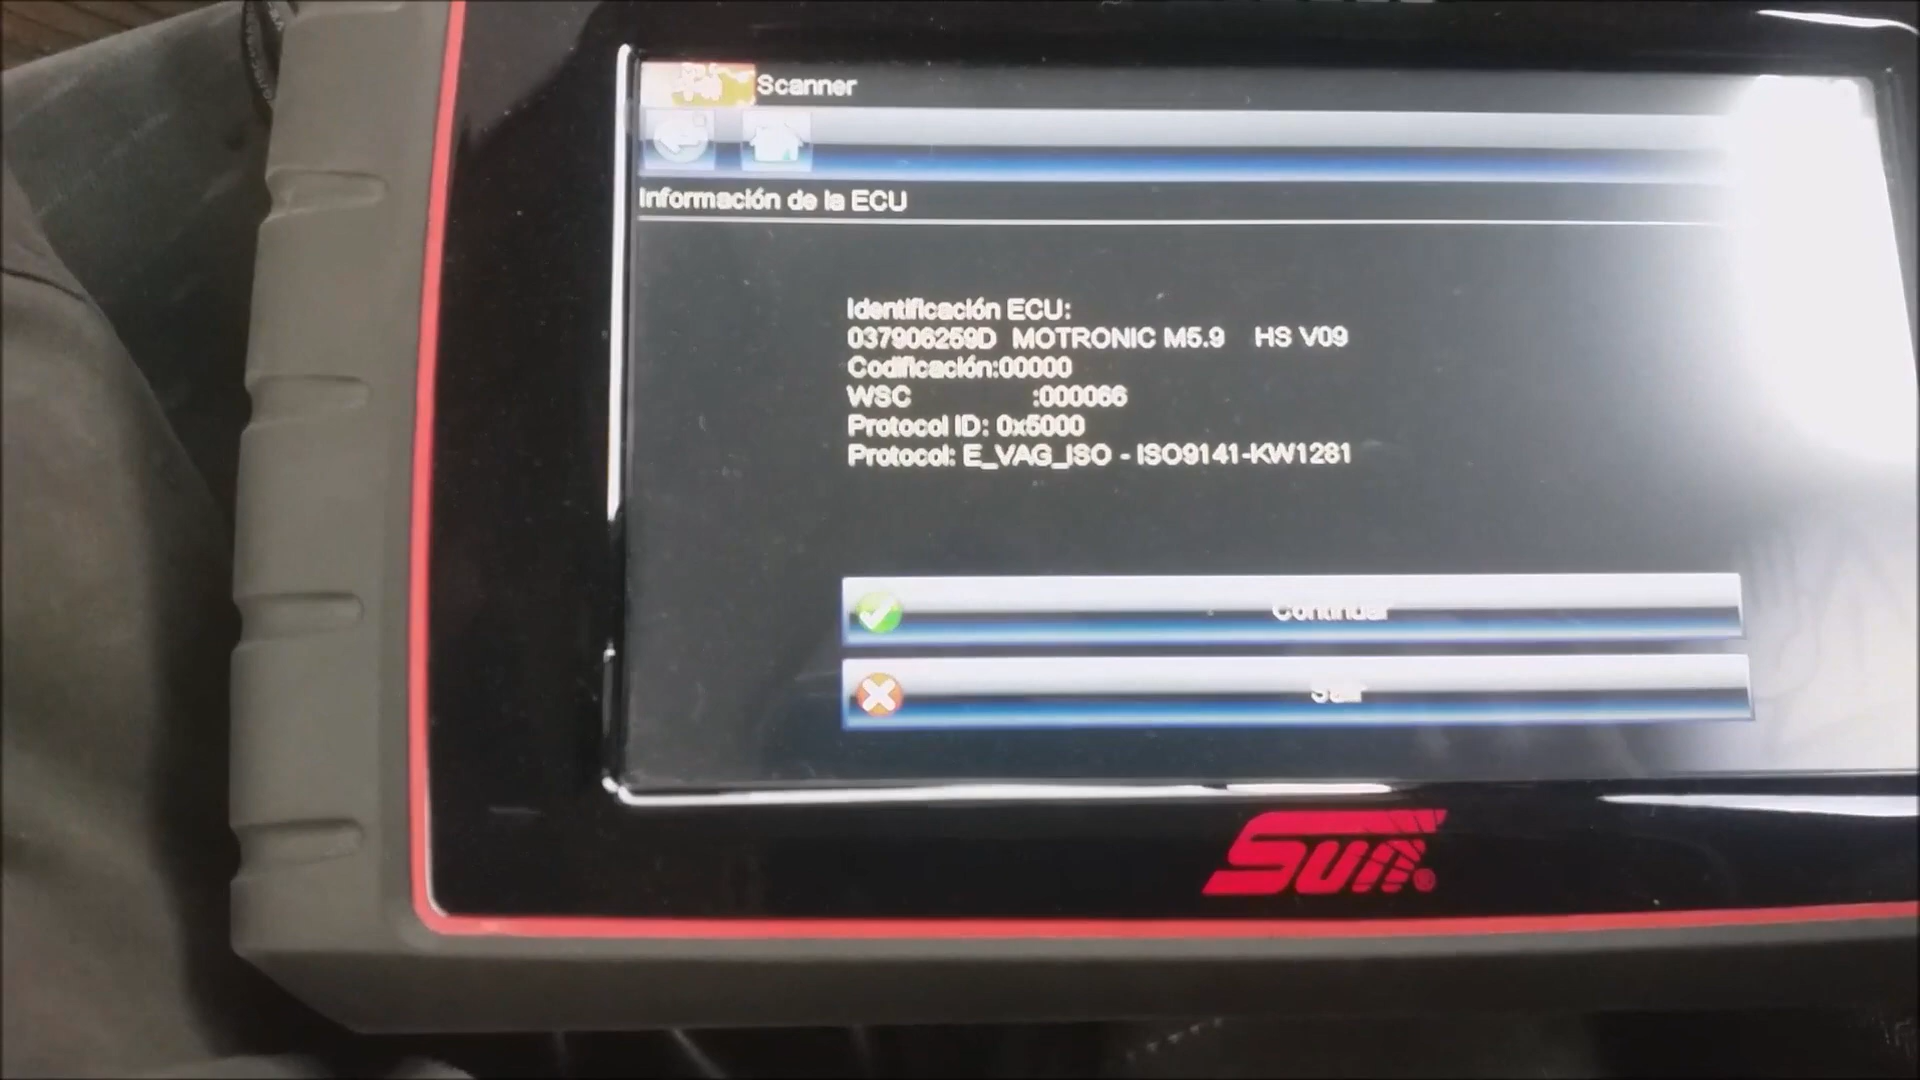 Scanner
Información de la ECU
Identificación ECU:
037906259D MOTRONIC M5.9 HS V09
Codificación:00000
WSC :000066
Protocol ID: 0x5000
Protocol: E_VAG_ISO - ISO9141-KW1281
Continuar
Salir
Sun®